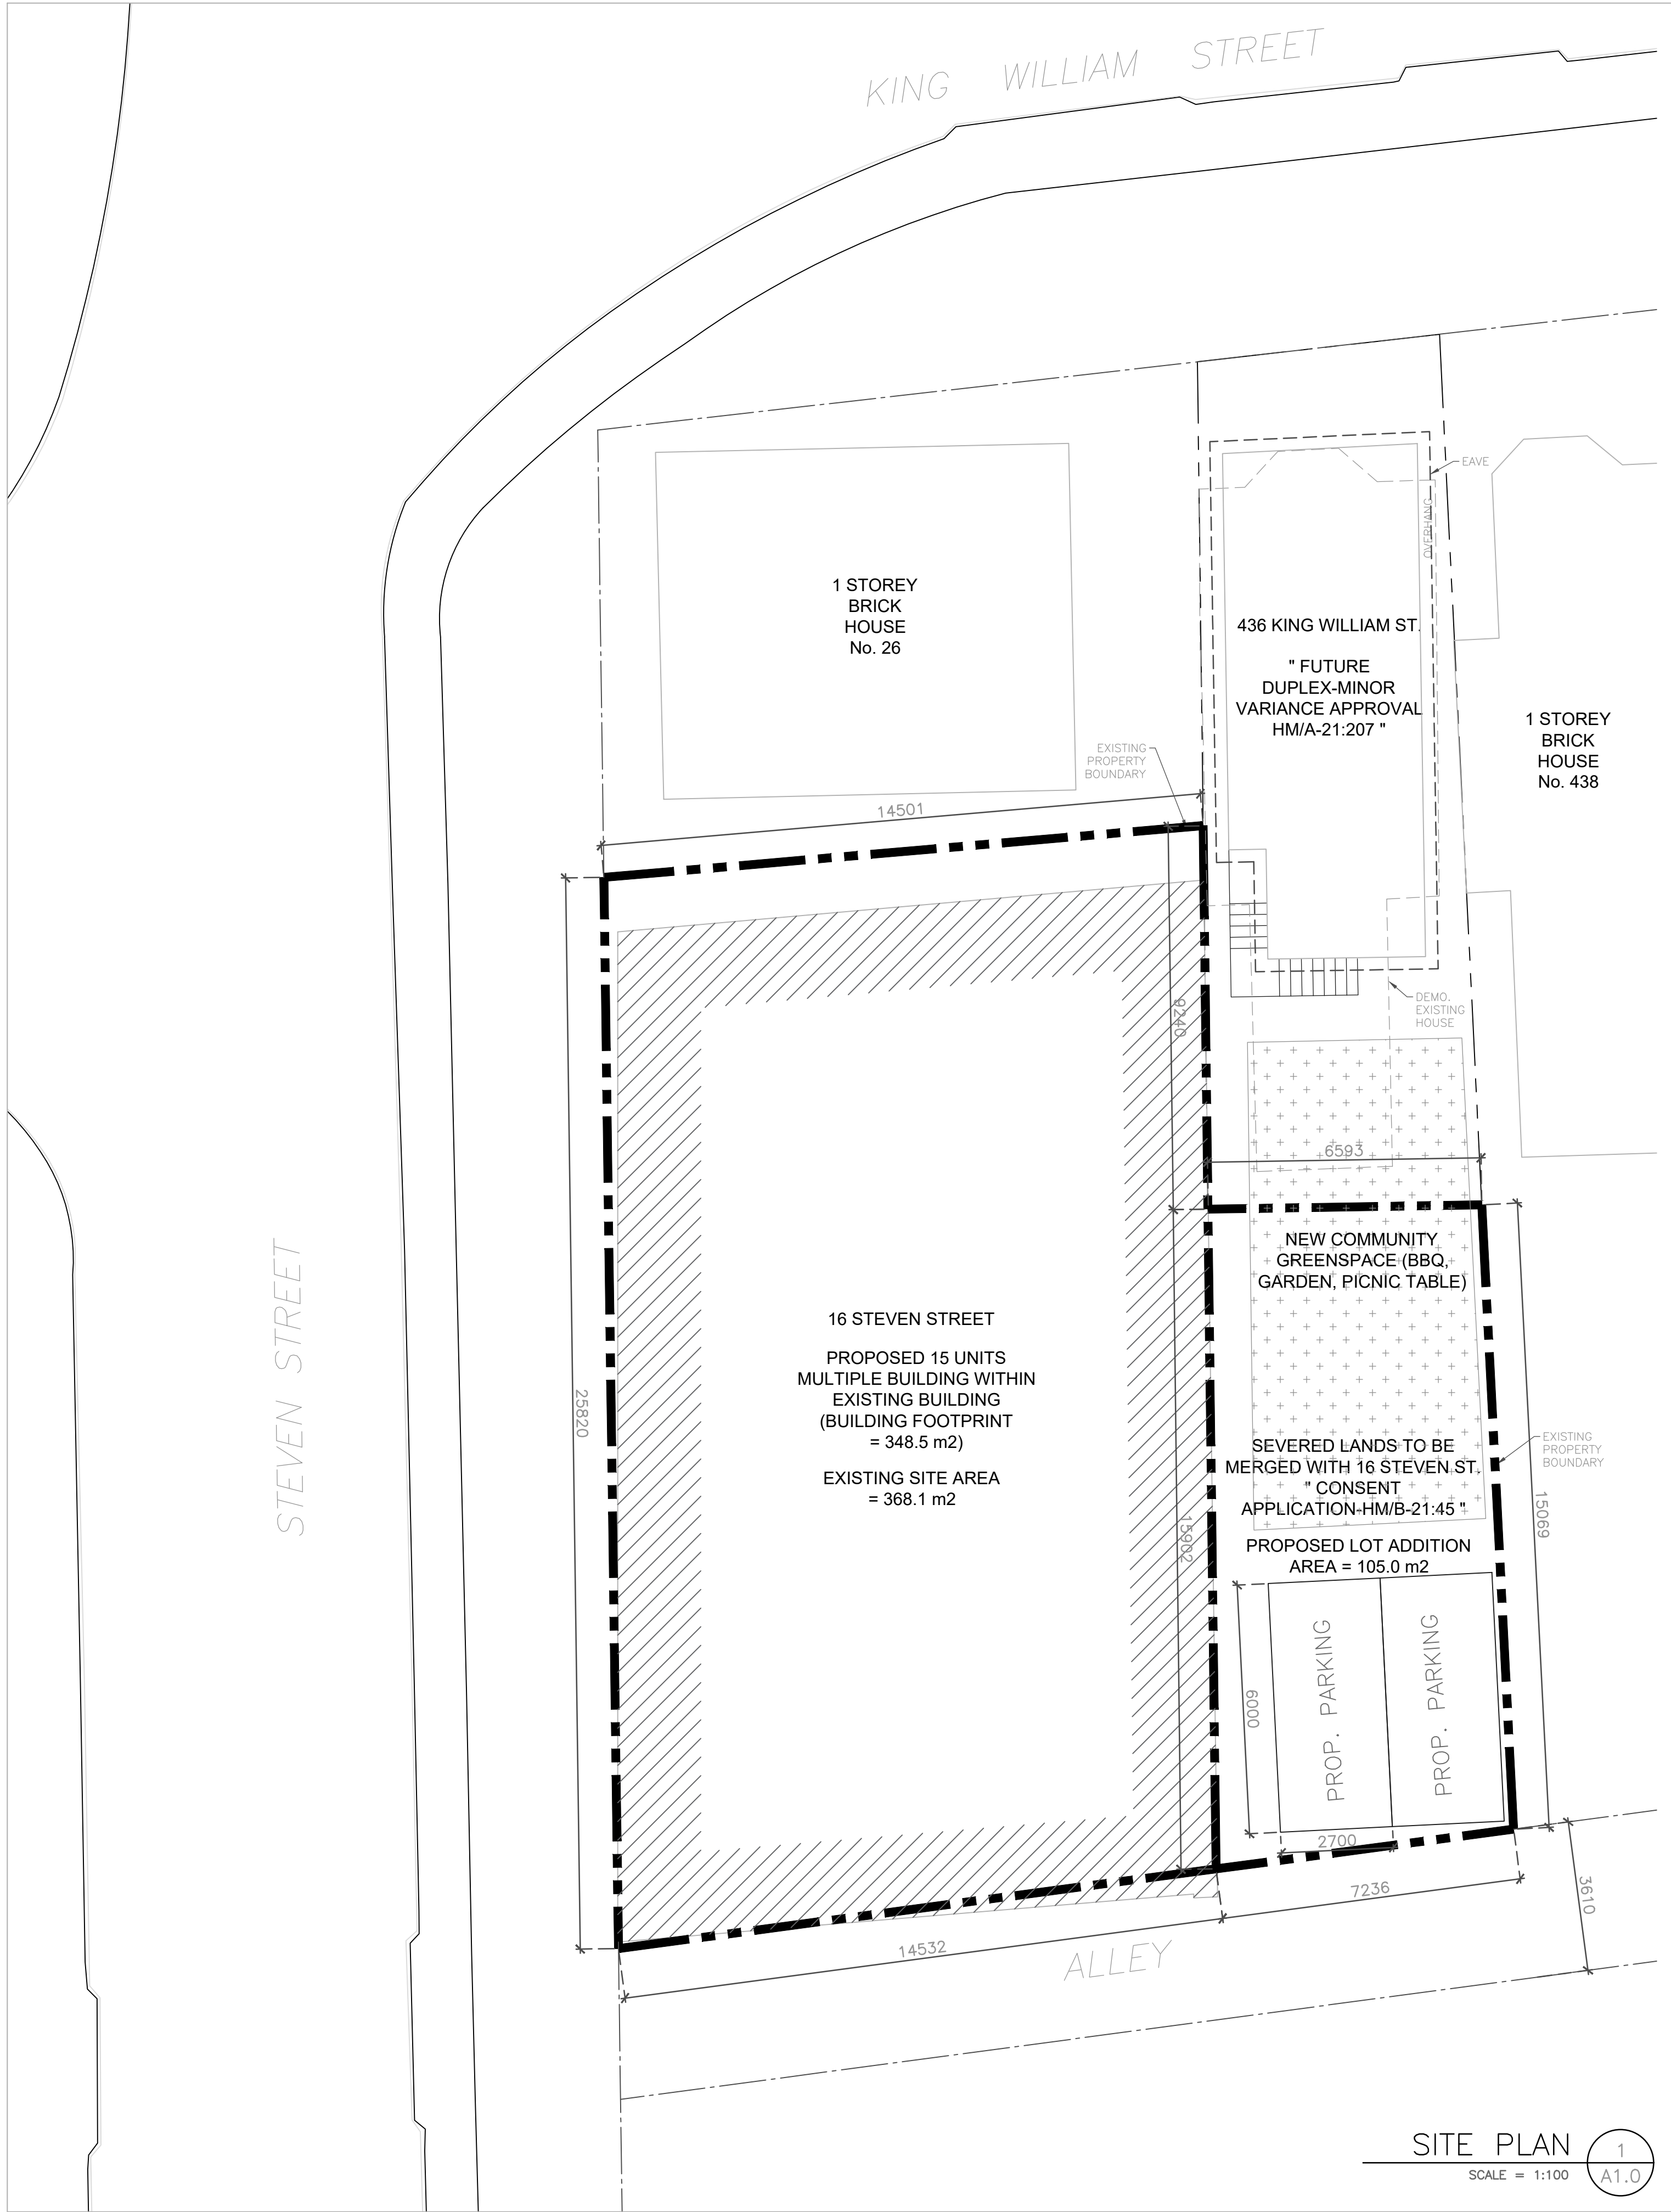 KING WILLIAM STREET
EAVE
OVERHANG
1 STOREY
BRICK
HOUSE
No. 26
436 KING WILLIAM ST.
" FUTURE
DUPLEX-MINOR
VARIANCE APPROVAL
HM/A-21:207 "
1 STOREY
BRICK
HOUSE
No. 438
EXISTING
PROPERTY
BOUNDARY
14501
9240
DEMO.
EXISTING
HOUSE
6593
NEW COMMUNITY
GREENSPACE (BBQ,
GARDEN, PICNIC TABLE)
STEVEN STREET
25820
16 STEVEN STREET
PROPOSED 15 UNITS
MULTIPLE BUILDING WITHIN
EXISTING BUILDING
(BUILDING FOOTPRINT
= 348.5 m2)
EXISTING SITE AREA
= 368.1 m2
SEVERED LANDS TO BE
MERGED WITH 16 STEVEN ST.
" CONSENT
APPLICATION-HM/B-21:45 "
EXISTING
PROPERTY
BOUNDARY
15902
15069
PROPOSED LOT ADDITION
AREA = 105.0 m2
6000
PROP. PARKING
PROP. PARKING
2700
7236
3610
14532
ALLEY
SITE PLAN
SCALE = 1:100
1
A1.0